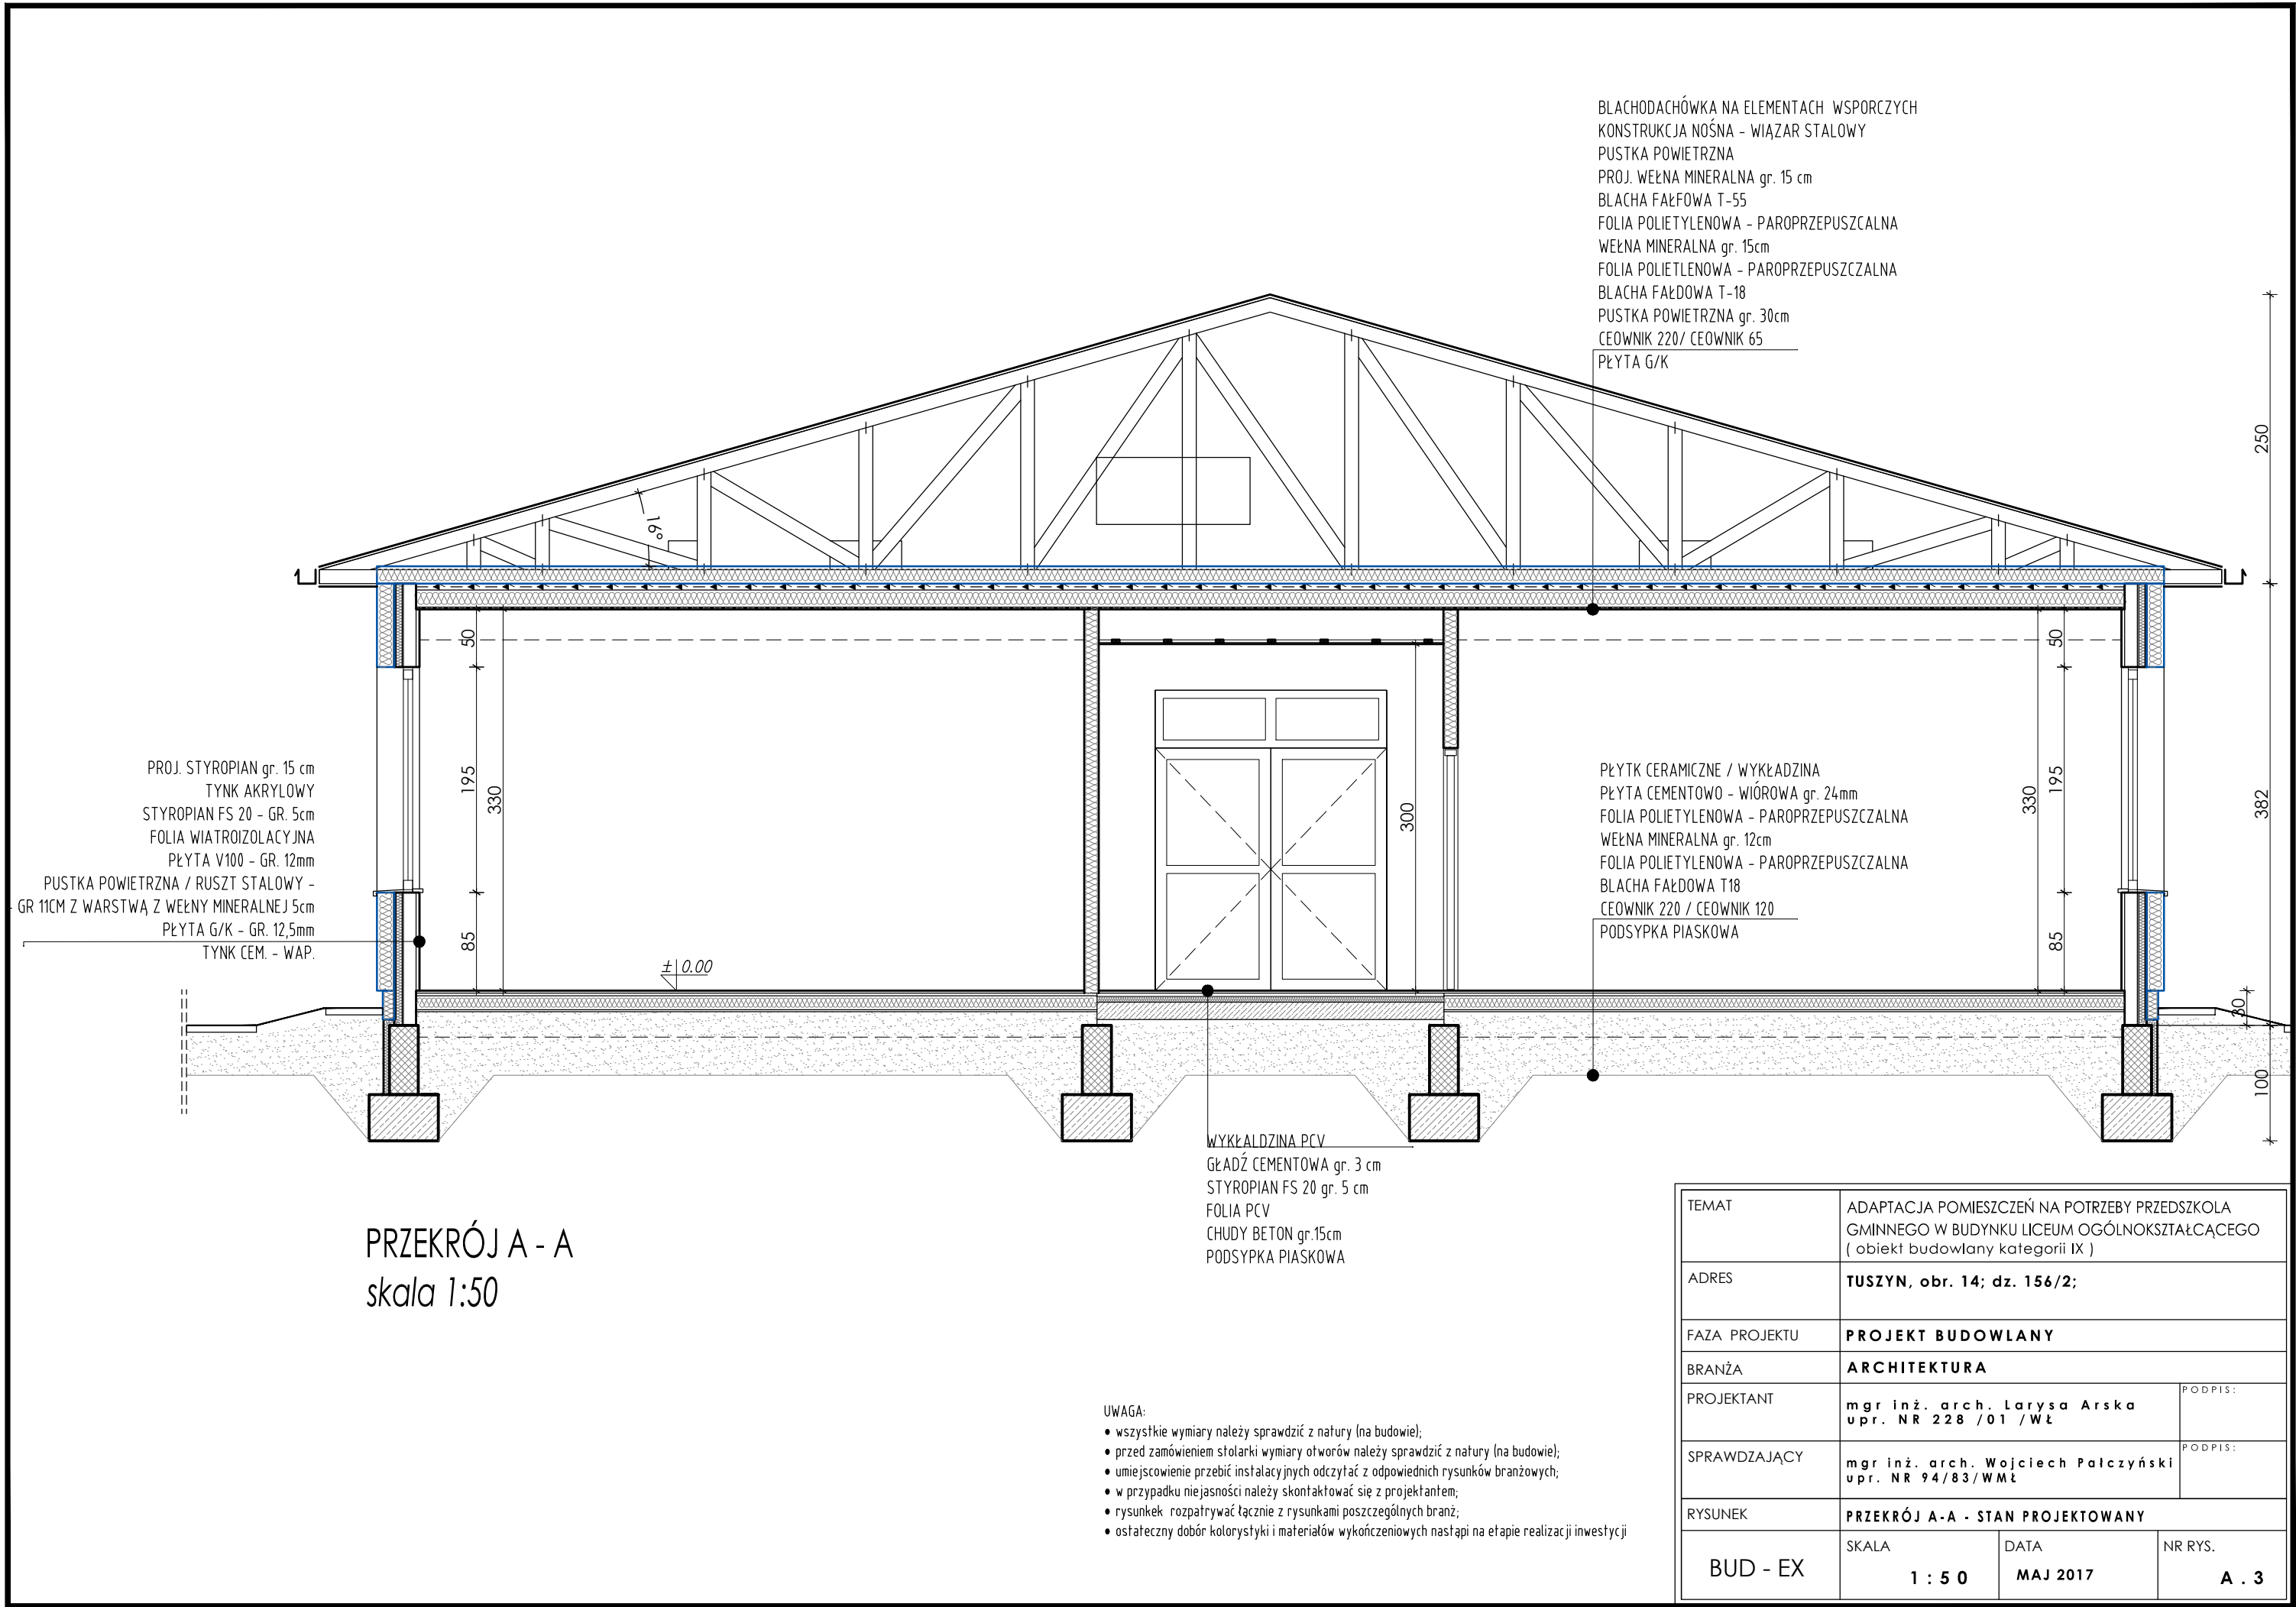 BLACHODACHÓWKA NA ELEMENTACH WSPORCZYCH
KONSTRUKCJA NOŚNA - WIĄZAR STALOWY
PUSTKA POWIETRZNA
PROJ. WEŁNA MINERALNA gr. 15 cm
BLACHA FAŁFOWA T-55
FOLIA POLIETYLENOWA - PAROPRZEPUSZCALNA
WEŁNA MINERALNA gr. 15cm
FOLIA POLIETLENOWA - PAROPRZEPUSZCZALNA
BLACHA FAŁDOWA T-18
PUSTKA POWIETRZNA gr. 30cm
CEOWNIK 220/ CEOWNIK 65
PŁYTA G/K
250
16°
50
50
195
330
300
330
195
382
85
85
± 0.00
30
100
PROJ. STYROPIAN gr. 15 cm
TYNK AKRYLOWY
STYROPIAN FS 20 - GR. 5cm
FOLIA WIATROIZOLACYJNA
PŁYTA V100 - GR. 12mm
PUSTKA POWIETRZNA / RUSZT STALOWY -
- GR 11CM Z WARSTWĄ Z WEŁNY MINERALNEJ 5cm
PŁYTA G/K - GR. 12,5mm
TYNK CEM. - WAP.
PŁYTK CERAMICZNE / WYKŁADZINA
PŁYTA CEMENTOWO - WIÓROWA gr. 24mm
FOLIA POLIETYLENOWA - PAROPRZEPUSZCZALNA
WEŁNA MINERALNA gr. 12cm
FOLIA POLIETYLENOWA - PAROPRZEPUSZCZALNA
BLACHA FAŁDOWA T18
CEOWNIK 220 / CEOWNIK 120
PODSYPKA PIASKOWA
WYKŁALDZINA PCV
GŁADŹ CEMENTOWA gr. 3 cm
STYROPIAN FS 20 gr. 5 cm
FOLIA PCV
CHUDY BETON gr.15cm
PODSYPKA PIASKOWA
PRZEKRÓJ A - A
skala 1:50
UWAGA:
• wszystkie wymiary należy sprawdzić z natury (na budowie);
• przed zamówieniem stolarki wymiary otworów należy sprawdzić z natury (na budowie);
• umiejscowienie przebić instalacyjnych odczytać z odpowiednich rysunków branżowych;
• w przypadku niejasności należy skontaktować się z projektantem;
• rysunkek rozpatrywać łącznie z rysunkami poszczególnych branż;
• ostateczny dobór kolorystyki i materiałów wykończeniowych nastąpi na etapie realizacji inwestycji
TEMAT
ADAPTACJA POMIESZCZEŃ NA POTRZEBY PRZEDSZKOLA
GMINNEGO W BUDYNKU LICEUM OGÓLNOKSZTAŁCĄCEGO
( obiekt budowlany kategorii IX )
ADRES
TUSZYN, obr. 14; dz. 156/2;
FAZA PROJEKTU
PROJEKT BUDOWLANY
BRANŻA
ARCHITEKTURA
PROJEKTANT
mgr inż. arch. Larysa Arska
upr. NR 228 /01 /WŁ
PODPIS:
SPRAWDZAJĄCY
mgr inż. arch. Wojciech Pałczyński
upr. NR 94/83/WMŁ
PODPIS:
RYSUNEK
PRZEKRÓJ A-A - STAN PROJEKTOWANY
BUD - EX
SKALA
1 : 50
DATA
MAJ 2017
NR RYS.
A . 3